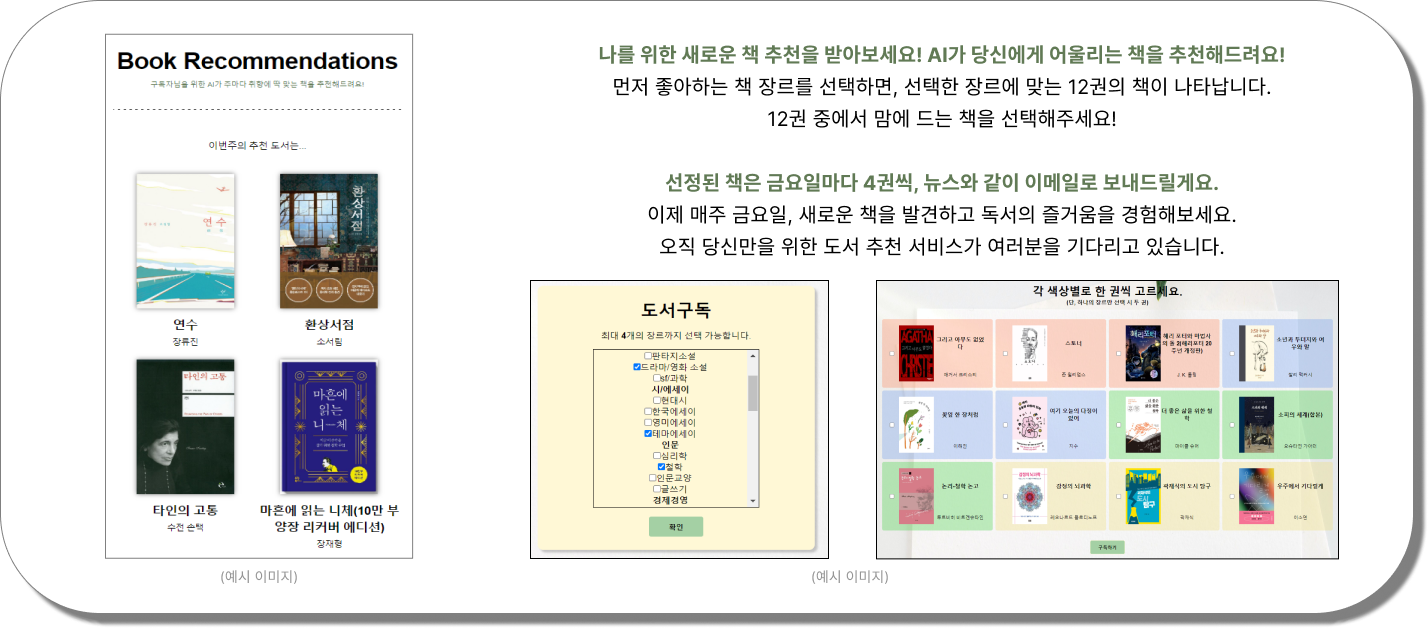 Book Recommendations
구독자님을 위한 AI가 주마다 취향에 딱 맞는 책을 추천해드려요!
이번주의 추천 도서는...
연수
환상서점
연수
장류진
환상서점
소서림
타인의 고통
마흔에
읽는
니체
타인의 고통
수전 손택
마흔에 읽는 니체(10만 부
양장 리커버 에디션)
장재형
(예시 이미지)
나를 위한 새로운 책 추천을 받아보세요! AI가 당신에게 어울리는 책을 추천해드려요!
먼저 좋아하는 책 장르를 선택하면, 선택한 장르에 맞는 12권의 책이 나타납니다.
12권 중에서 맘에 드는 책을 선택해주세요!
선정된 책은 금요일마다 4권씩, 뉴스와 같이 이메일로 보내드릴게요.
이제 매주 금요일, 새로운 책을 발견하고 독서의 즐거움을 경험해보세요.
오직 당신만을 위한 도서 추천 서비스가 여러분을 기다리고 있습니다.
도서구독
최대 4개의 장르까지 선택 가능합니다.
판타지소설
드라마/영화 소설
sf/과학
시/에세이
현대시
한국에세이
영미에세이
테마에세이
인문
심리학
철학
인문교양
글쓰기
경제경영
확인
각 색상별로 한 권씩 고르세요.
(단, 하나의 장르만 선택 시 두 권)
AGATHA
CHRISTIE
그리고 아무도 없었
다
애거서 크리스티
스토너
존 윌리엄스
해리포터
해리 포터와 마법사
의 돌 2(해리포터 20
주년 개정판)
J.K. 롤링
소년과 두더지와 여
우와 말
찰리 맥커시
꽃잎 한 장처럼
이해인
여기 오늘의 다정이
있어
지수
더 좋은 삶을 위한 철
학
마이클 슈어
소피의 세계(합본)
요슈타인 가아더
논리-철학 논고
루트비히 비트겐슈타인
감정의 뇌과학
레오나르드 믈로디노프
곽재식의 도시 탐구
곽재식
우주에서 기다릴게
이소연
구독하기
(예시 이미지)